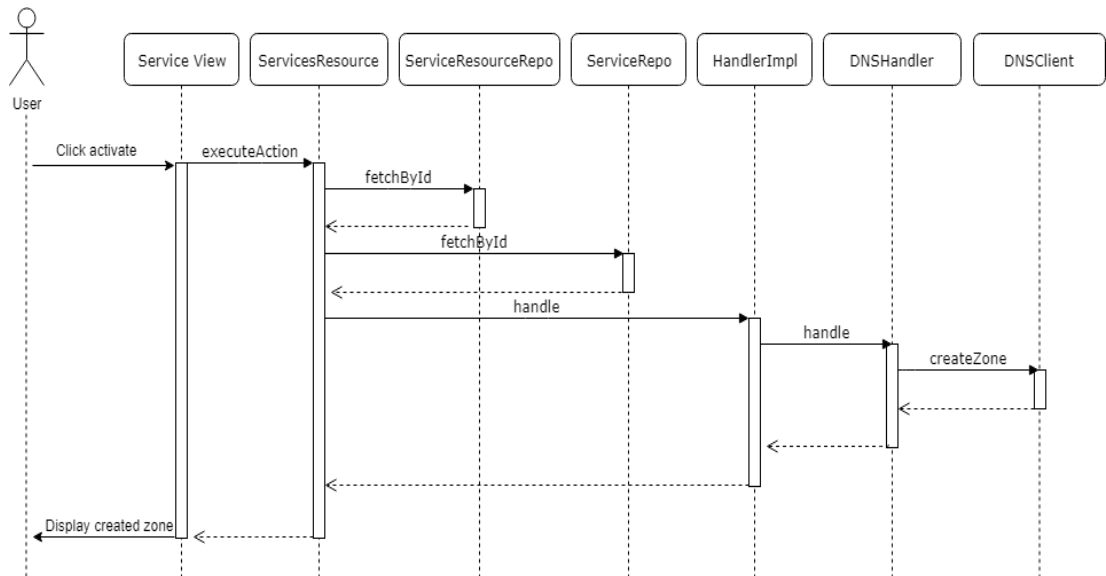 User
Service View
ServicesResource
ServiceResourceRepo
ServiceRepo
HandlerImpl
DNSHandler
DNSClient
Click activate
executeAction
fetchById
fetchById
handle
handle
createZone
Display created zone